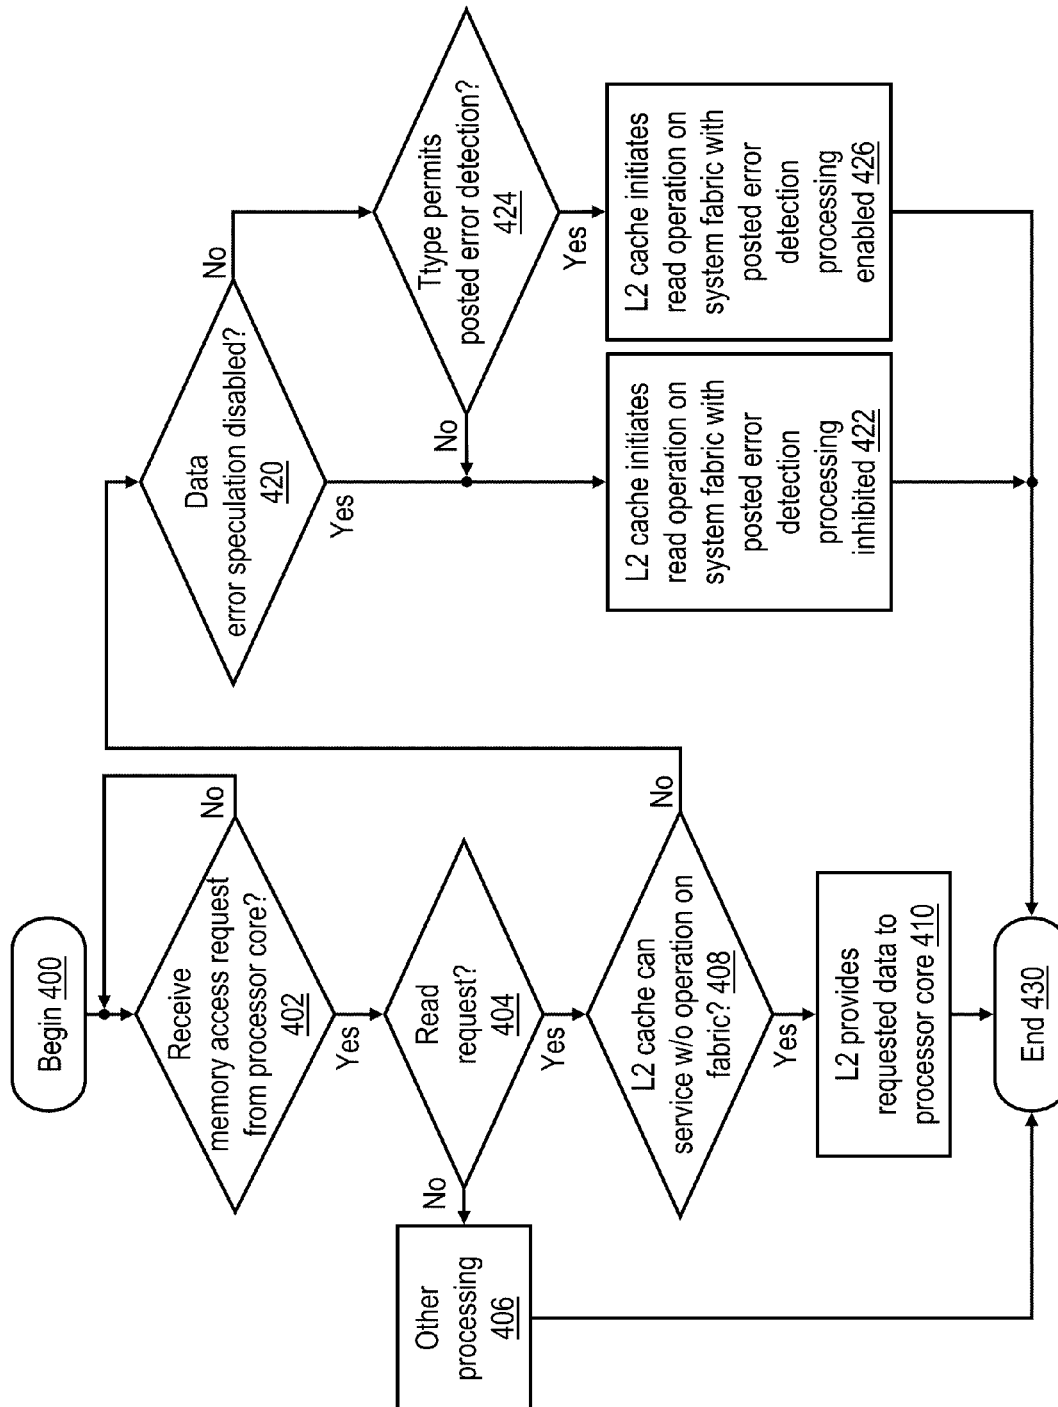 Begin 400
Receive
memory access request
from processor core?
402
No
Yes
Read
request?
404
No
Yes
Other
processing
406
L2 cache can
service w/o operation on
fabric? 408
No
Yes
L2 provides
requested data to
processor core 410
Data
error speculation disabled?
420
No
Yes
Ttype permits
posted error detection?
424
No
Yes
L2 cache initiates
read operation on
system fabric with
posted error
detection
processing
inhibited 422
L2 cache initiates
read operation on
system fabric with
posted error
detection
processing
enabled 426
End 430